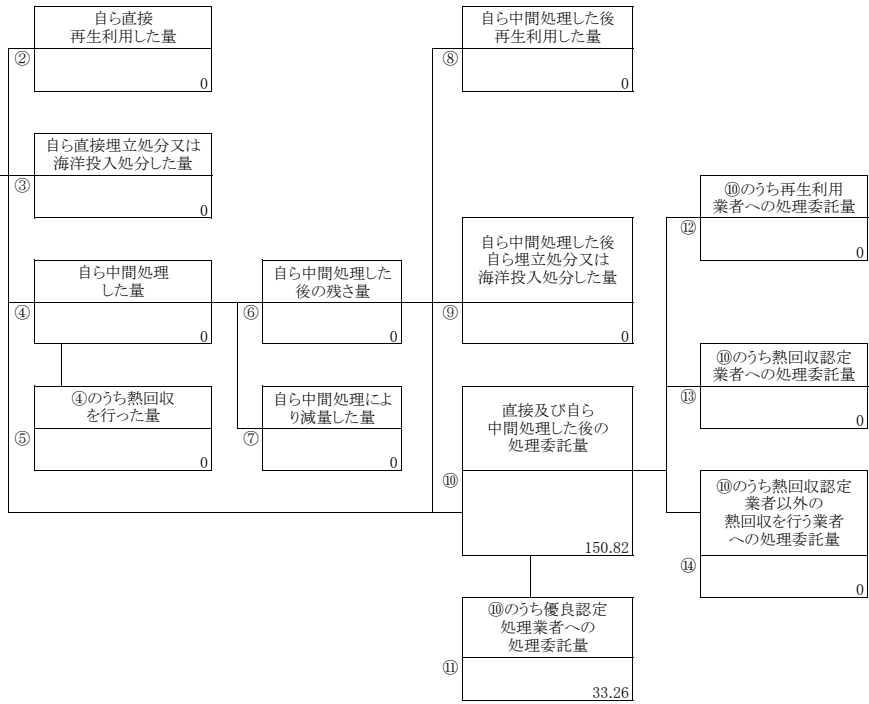 自ら直接
再生利用した量
②
0
自ら直接埋立処分又は
海洋投入処分した量
③
0
自ら中間処理
した量
④
0
④のうち熱回収
を行った量
⑤
0
自ら中間処理した
後の残さ量
⑥
0
自ら中間処理によ
り減量した量
⑦
0
自ら中間処理した後
再生利用した量
⑧
0
自ら中間処理した後
自ら埋立処分又は
海洋投入処分した量
⑨
0
直接及び自ら
中間処理した後の
処理委託量
⑩
150.82
⑩のうち優良認定
処理業者への
処理委託量
⑪
33.26
⑩のうち再生利用
業者への処理委託量
⑫
0
⑩のうち熱回収認定
業者への処理委託量
⑬
0
⑩のうち熱回収認定
業者以外の
熱回収を行う業者
への処理委託量
⑭
0